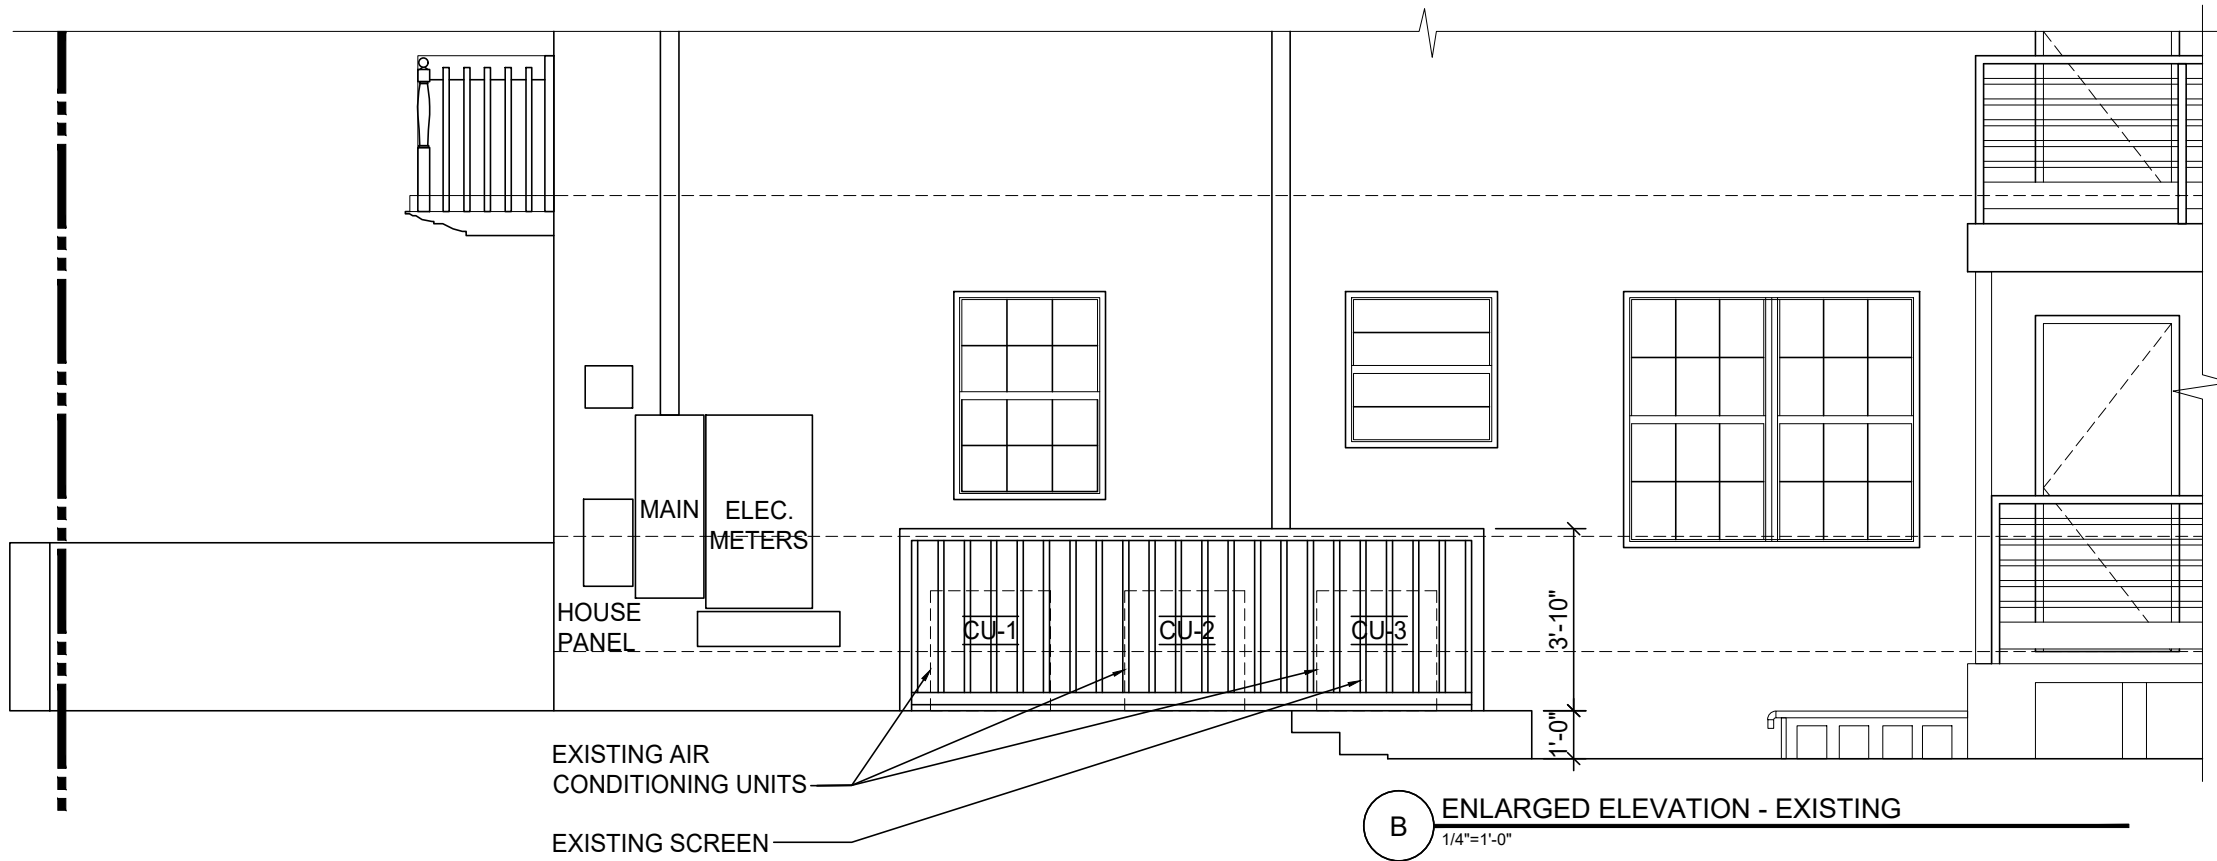 MAIN
ELEC.
METERS
HOUSE
PANEL
CU-1
CU-2
CU-3
3'-10"
1'-0"
EXISTING AIR
CONDITIONING UNITS
EXISTING SCREEN
B
ENLARGED ELEVATION - EXISTING
1/4"=1'-0"